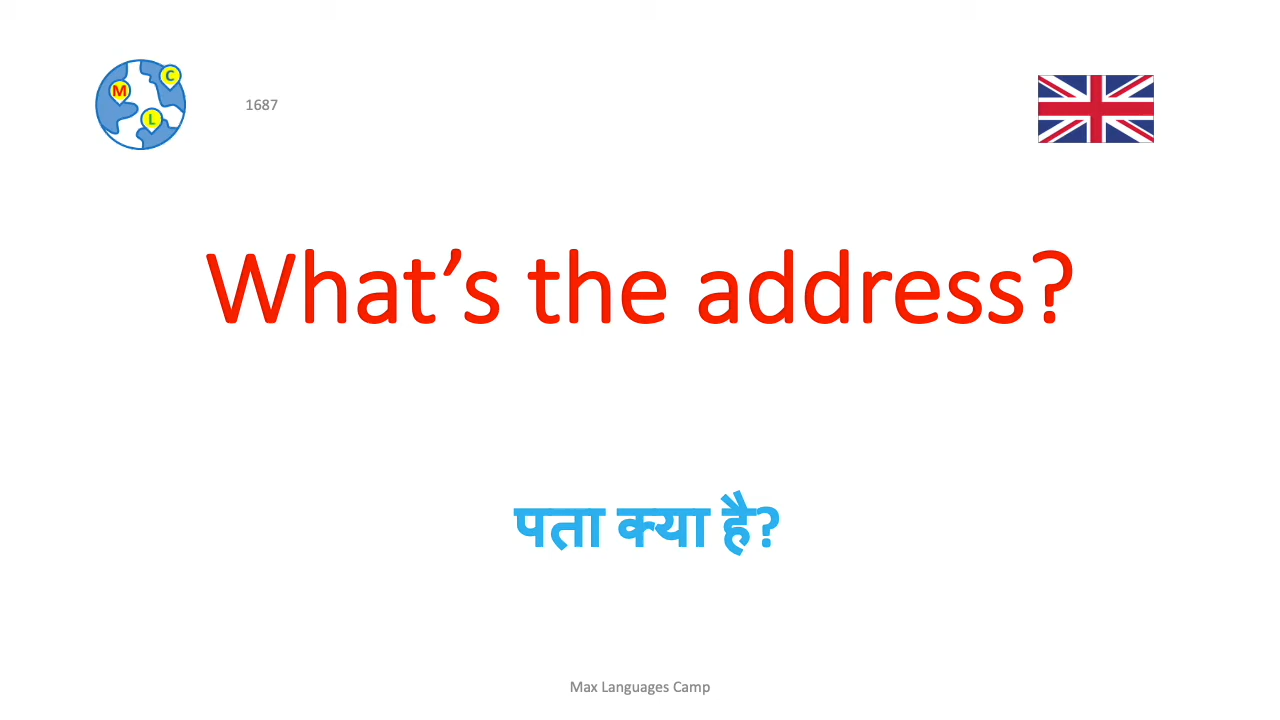 C
M
L
1687
What’s the address?
पता क्या है?
Max Languages Camp